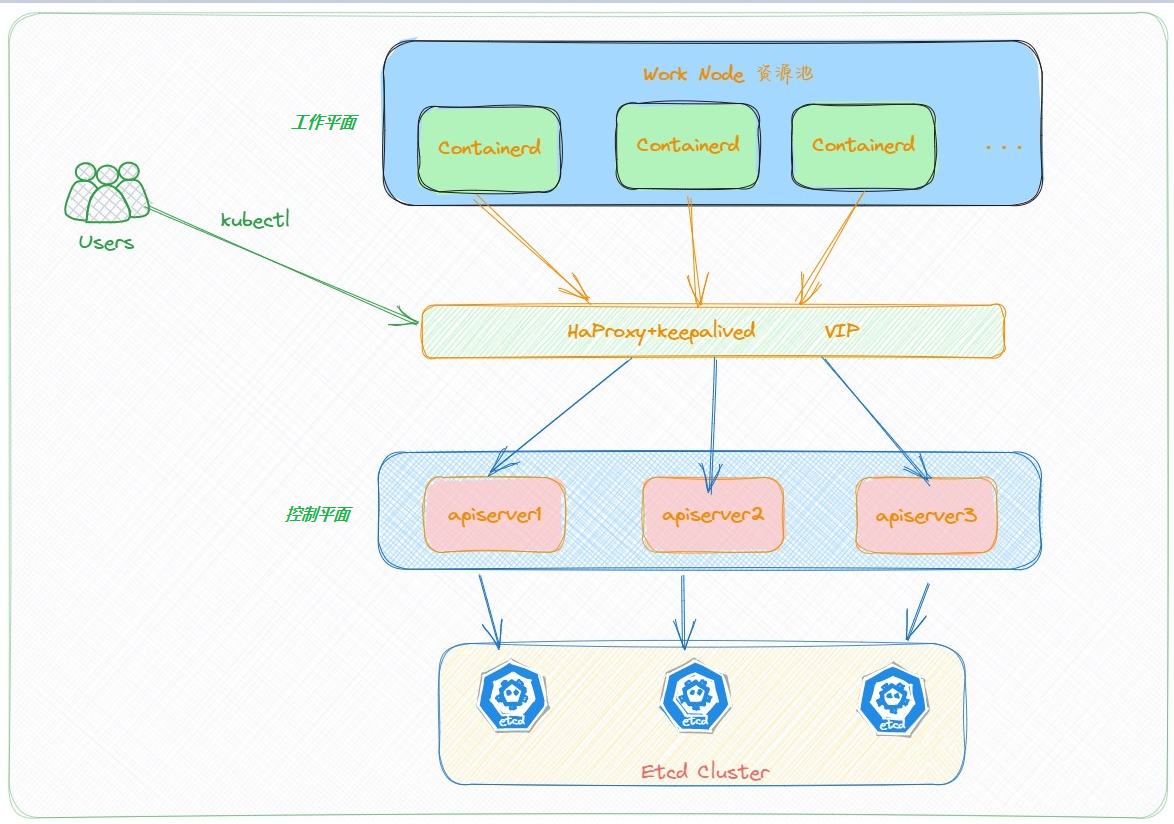 Work Node 资源池
工作平面
Containerd
Containerd
Containerd
...
kubectl
Users
HaProxy+keepalived VIP
控制平面
apiserver1
apiserver2
apiserver3
etcd
etcd
etcd
Etcd Cluster